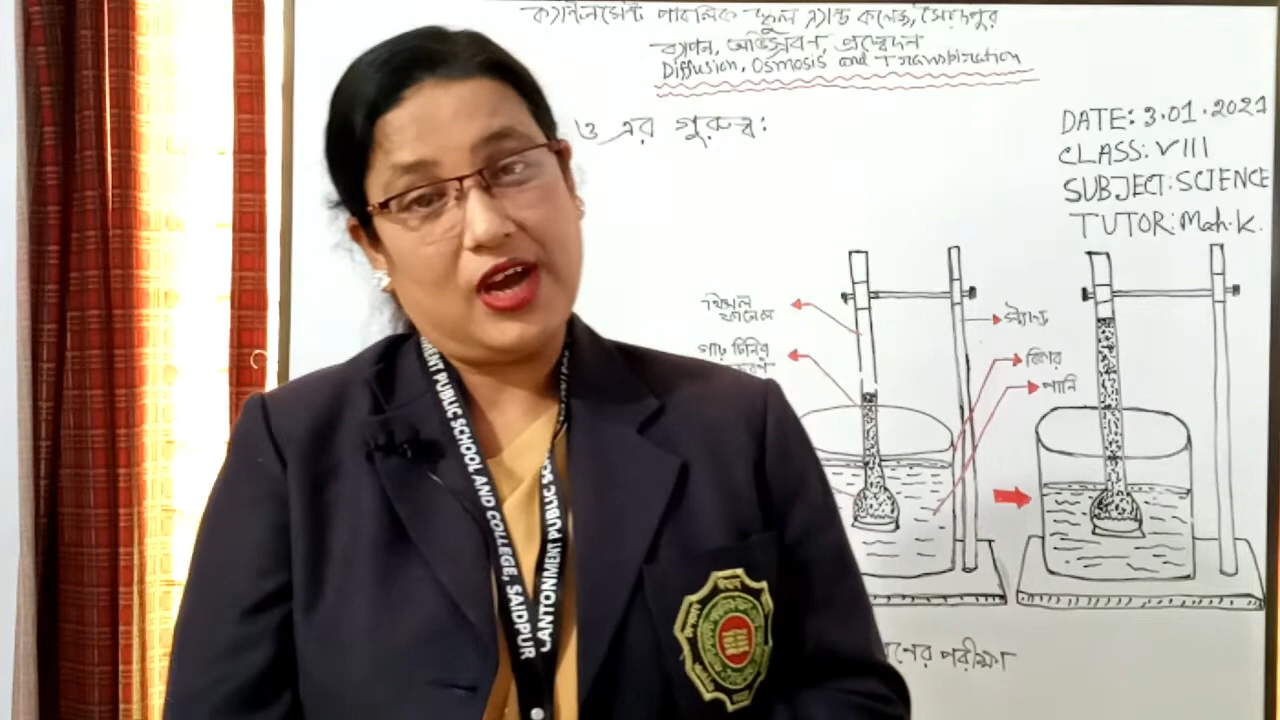 ক্যান্টনমেন্ট পাবলিক স্কুল এ্যান্ড কলেজ, সৈয়দপুর
ব্যাপন, অভিস্রবণ, প্রস্বেদন
Diffusion, Osmosis and Transpiration
ও এর গুরুত্ব:
DATE: 3.01.2021
CLASS: VIII
SUBJECT: SCIENCE
TUTOR: Mah.K.
থিসল
ফানেল
গাঢ় চিনির
স্ট্যান্ড
বিকার
পানি
পরীক্ষা
PUBLIC SCHOOL AND COLLEGE, SAIDPUR
CANTONMENT PUBLIC